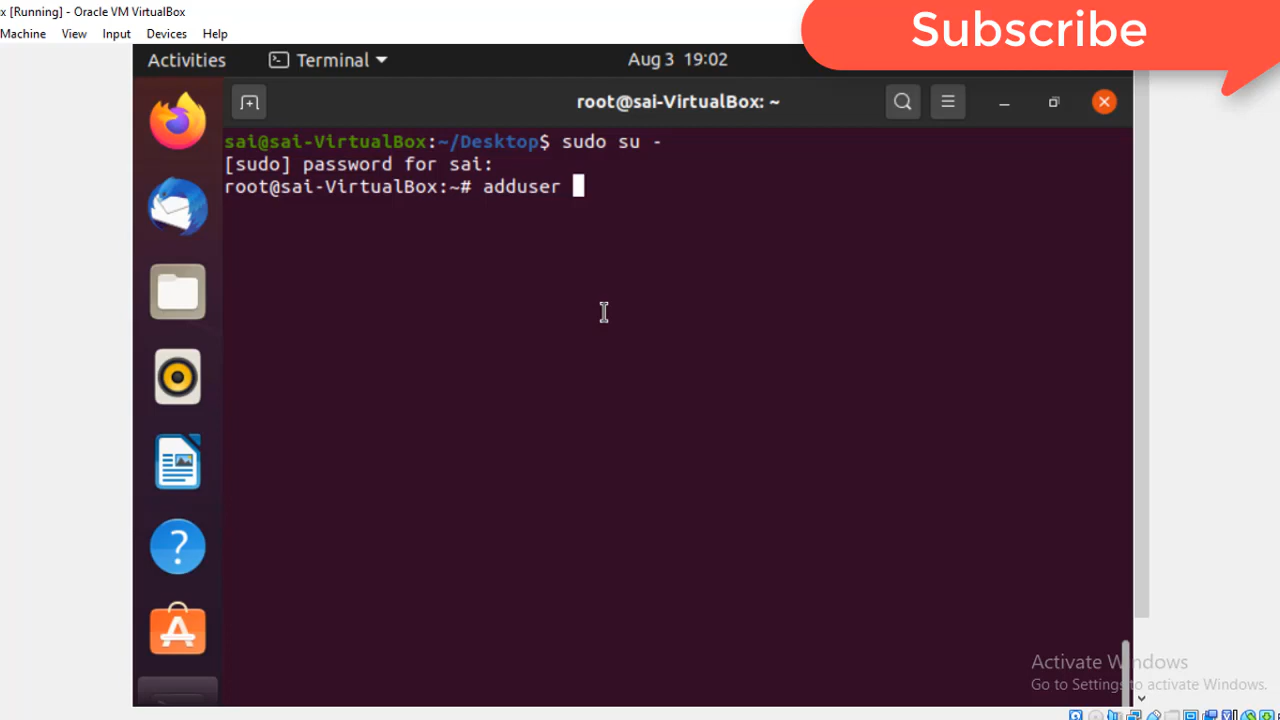 x [Running] - Oracle VM VirtualBox
Machine View Input Devices Help
Subscribe
Activities Terminal Aug 3 19:02
root@sai-VirtualBox: ~
sai@sai-VirtualBox:~/Desktop$ sudo su -
[sudo] password for sai:
root@sai-VirtualBox:~# adduser
Activate Windows
Go to Settings to activate Windows.